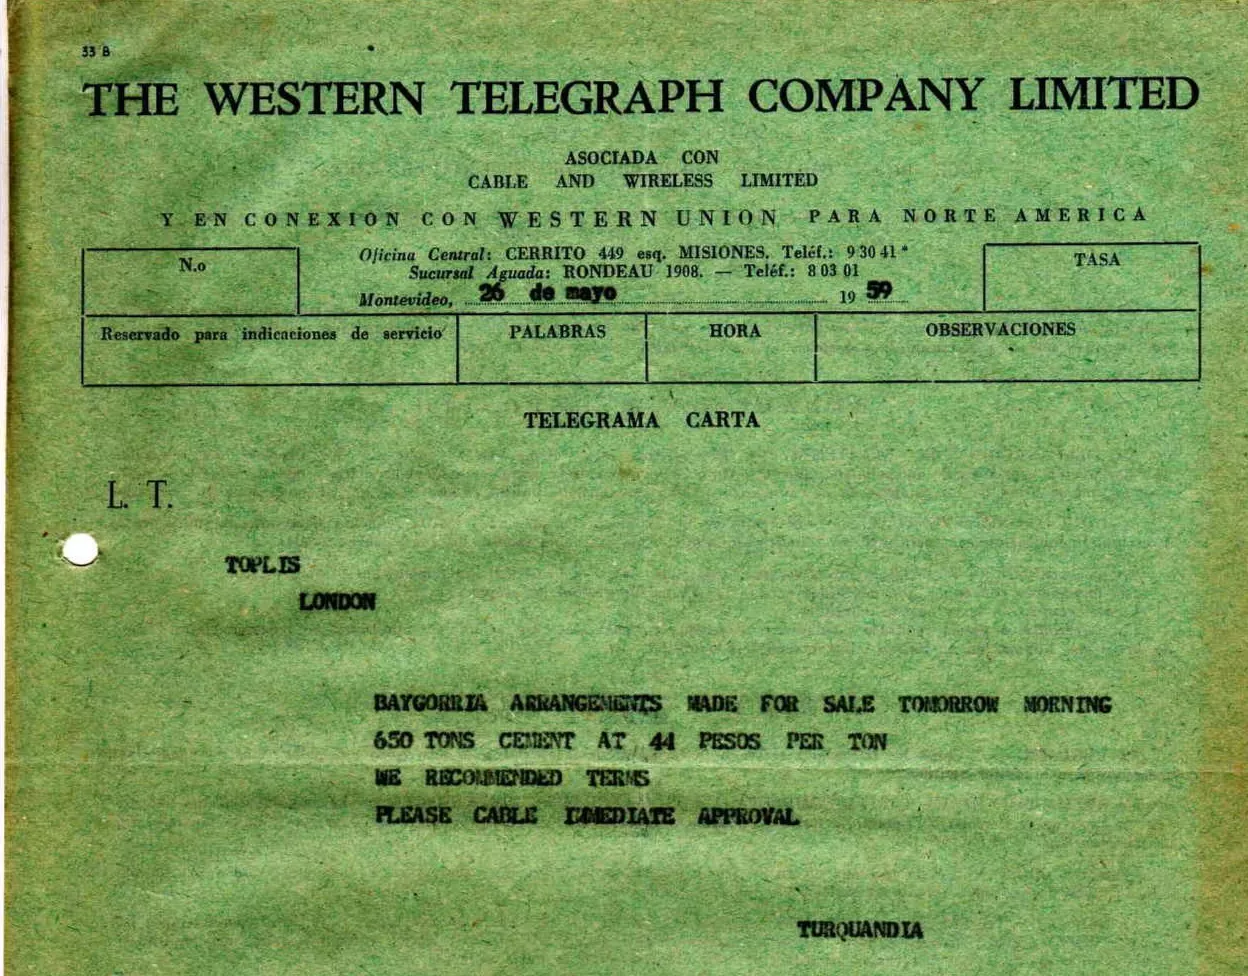 33 B
THE WESTERN TELEGRAPH COMPANY LIMITED
ASOCIADA CON
CABLE AND WIRELESS LIMITED
Y EN CONEXION CON WESTERN UNION PARA NORTE AMERICA
N.o
Oficina Central: CERRITO 449 esq. MISIONES. Teléf.: 9 30 41*
Sucursal Aguada: RONDEAU 1908. — Teléf.: 8 03 01
Montevideo, 26 de mayo 19 59
TASA
Reservado para indicaciones de servicio PALABRAS HORA OBSERVACIONES
TELEGRAMA CARTA
L. T.
TOPLIS
LONDON
BAYGORRIA ARRANGEMENTS MADE FOR SALE TOMORROW MORNING
650 TONS CEMENT AT 44 PESOS PER TON
WE RECOMMENDED TERMS
PLEASE CABLE IMMEDIATE APPROVAL
TURQUANDIA